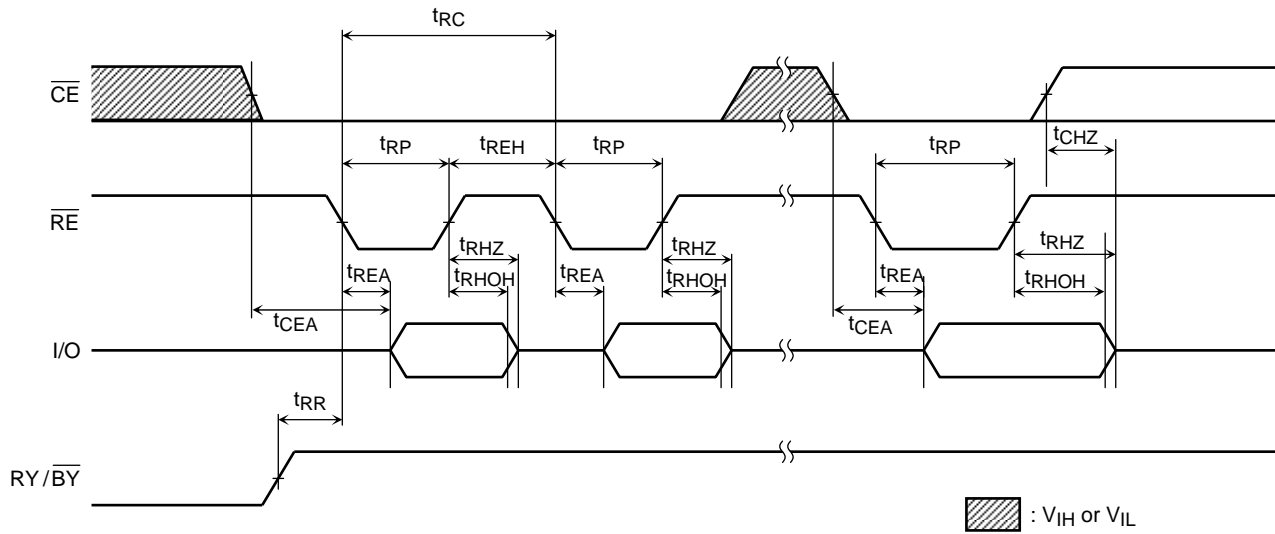 tRC
CE
tCHZ
tRP tREH tRP tRP
RE
tRHZ tRHZ tRHZ
tREA tRHOH tREA tRHOH tREA tRHOH
tCEA tCEA
I/O
tRR
RY/BY
: VIH or VIL